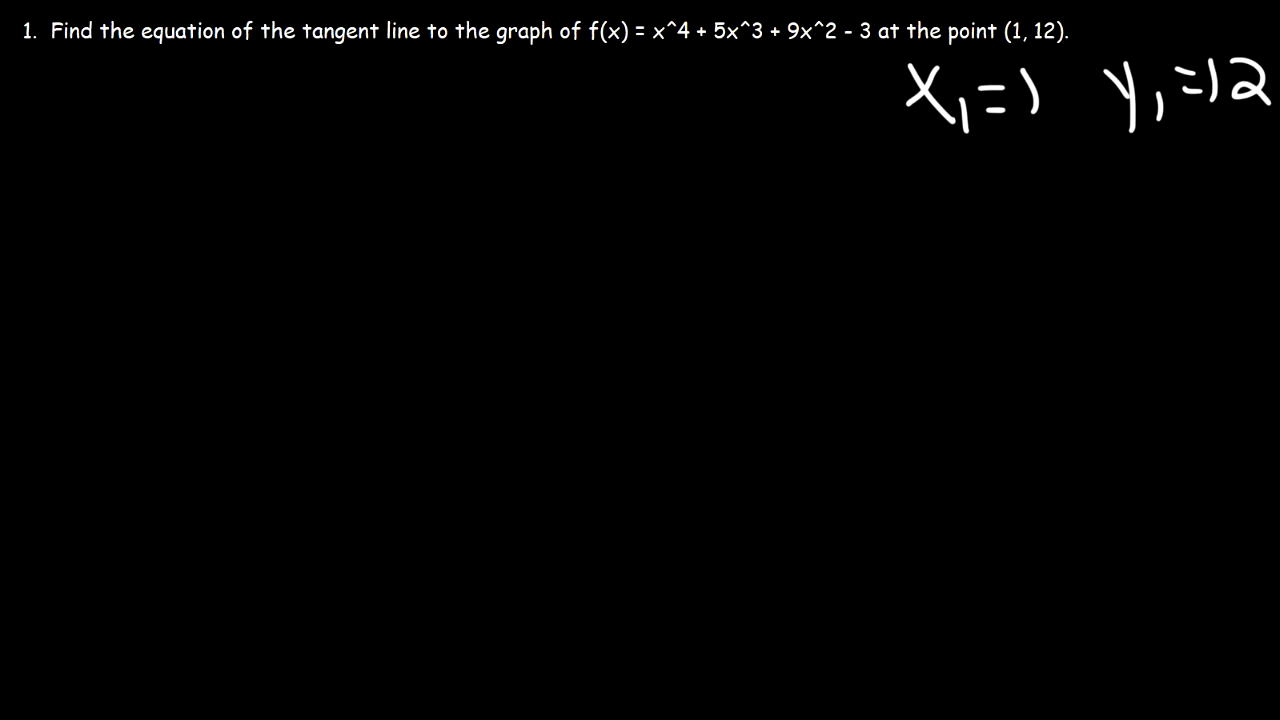 1. Find the equation of the tangent line to the graph of f(x) = x^4 + 5x^3 + 9x^2 - 3 at the point (1, 12).
x₁=1 y₁=12